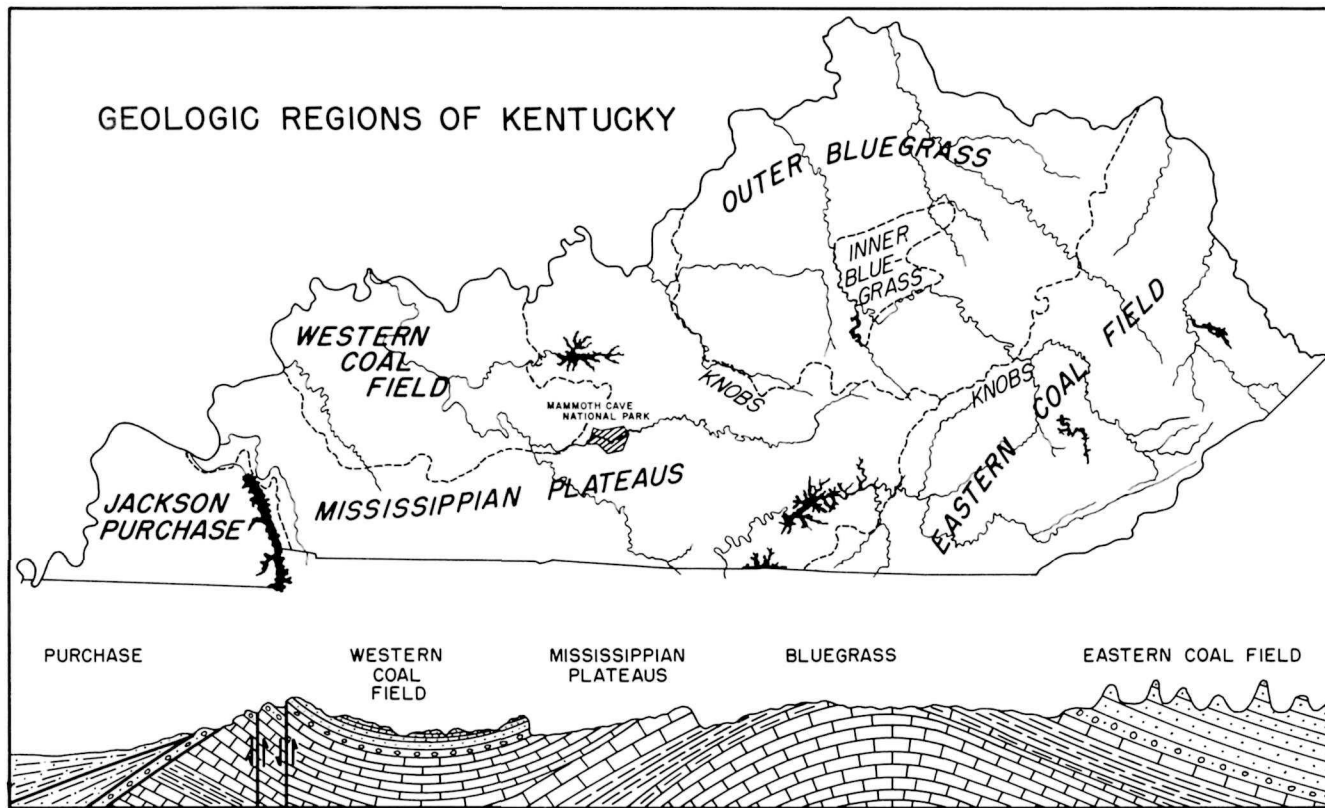 GEOLOGIC REGIONS OF KENTUCKY
OUTER BLUEGRASS
INNER
BLUE-
GRASS
WESTERN
COAL
FIELD
KNOBS
KNOBS
EASTERN COAL FIELD
MAMMOTH CAVE
NATIONAL PARK
MISSISSIPPIAN PLATEAUS
JACKSON
PURCHASE
PURCHASE
WESTERN
COAL
FIELD
MISSISSIPPIAN
PLATEAUS
BLUEGRASS
EASTERN COAL FIELD